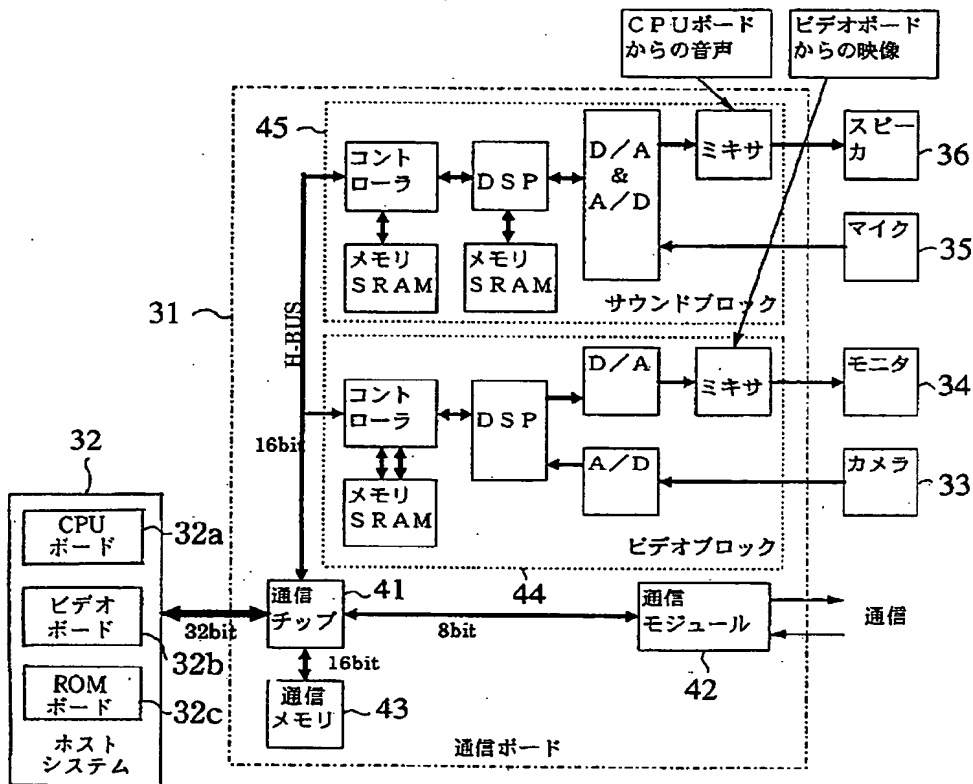 CPUボード
からの音声
ビデオボード
からの映像
45
コント
ローラ
DSP
D/A
&
A/D
ミキサ
スピー
カ
36
メモリ
SRAM
メモリ
SRAM
マイク
35
サウンドブロック
31
H-BUS
16bit
コント
ローラ
DSP
D/A
ミキサ
モニタ
34
メモリ
SRAM
A/D
カメラ
33
ビデオブロック
44
32
CPU
ボード
32a
ビデオ
ボード
32b
ROM
ボード
32c
ホスト
システム
32bit
通信
チップ
41
8bit
通信
モジュール
42
通信
16bit
通信
メモリ
43
通信ボード